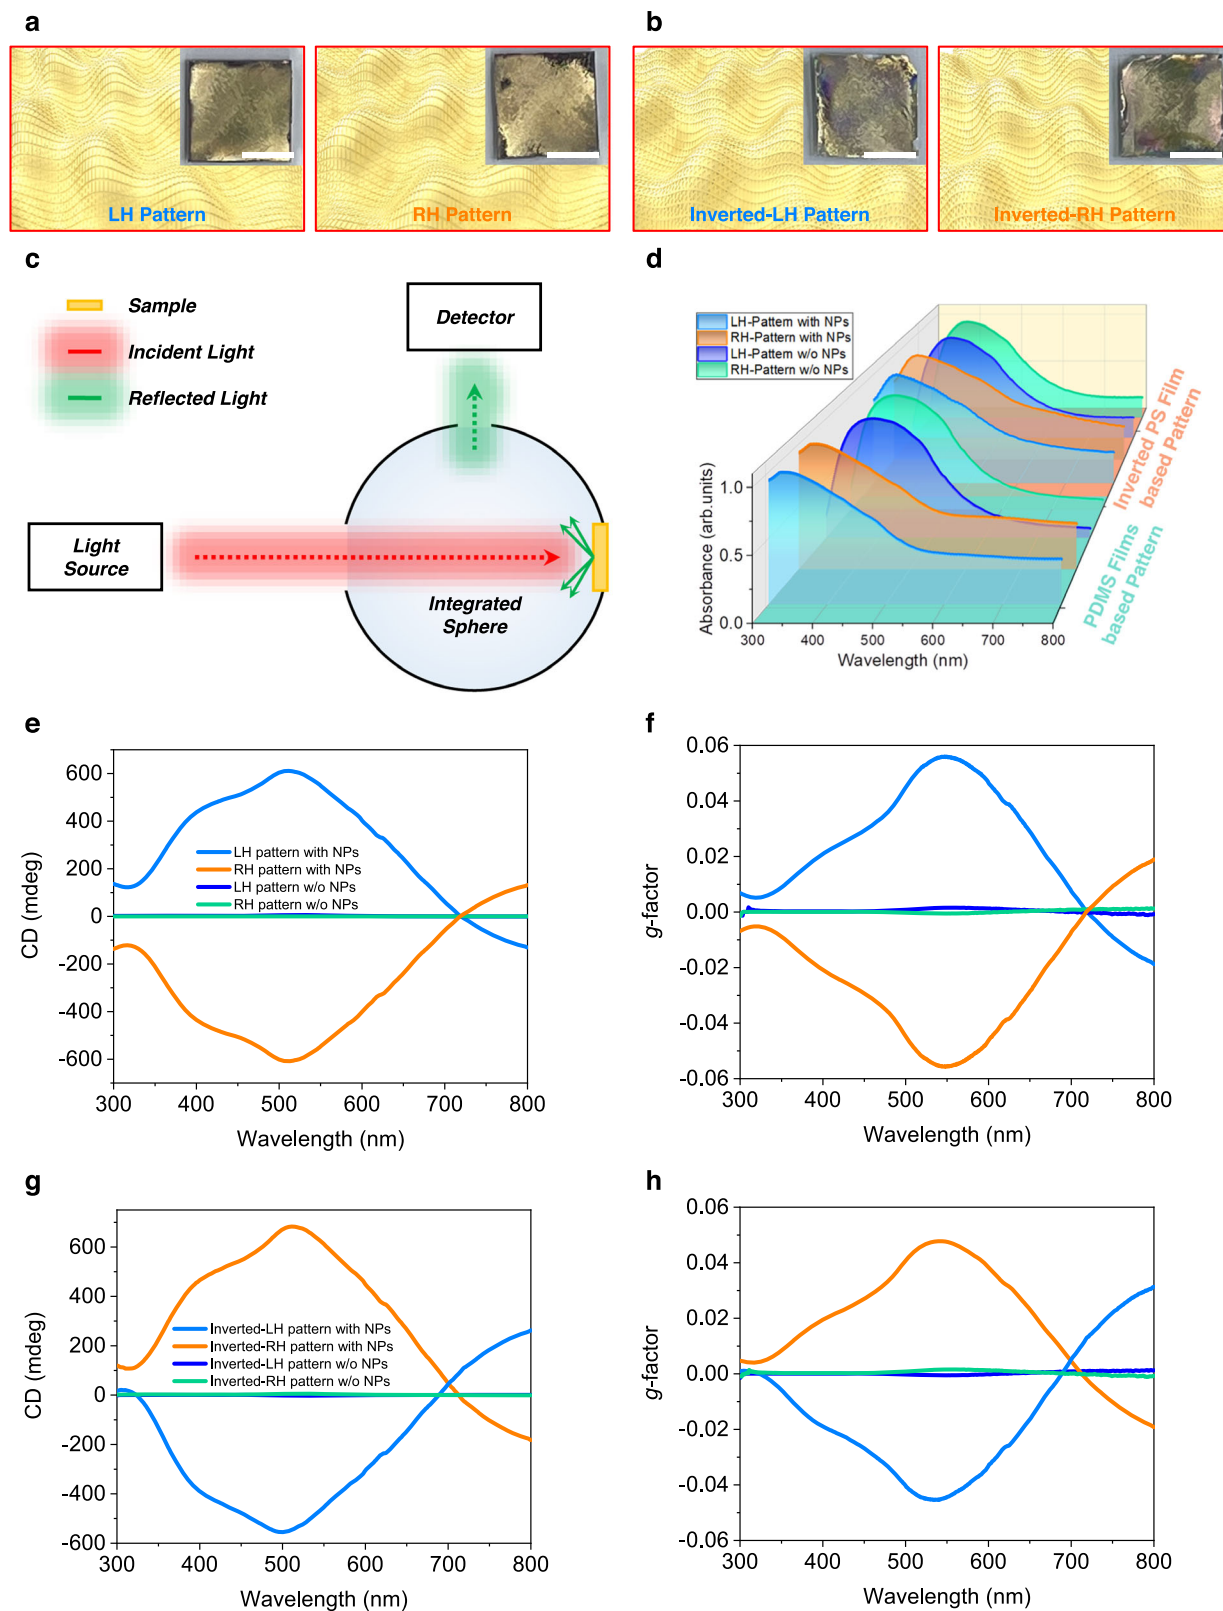 a
b
LH Pattern
RH Pattern
Inverted-LH Pattern
Inverted-RH Pattern
c
Sample
Incident Light
Reflected Light
Detector
Light
Source
Integrated
Sphere
d
LH-Pattern with NPs
RH-Pattern with NPs
LH-Pattern w/o NPs
RH-Pattern w/o NPs
Absorbance (arb.units)
1.0
0.5
0.0
300
400
500
600
700
800
Wavelength (nm)
PDMS Films
based Pattern
Inverted PS Film
based Pattern
e
CD (mdeg)
600
400
200
0
-200
-400
-600
LH pattern with NPs
RH pattern with NPs
LH pattern w/o NPs
RH pattern w/o NPs
300 400 500 600 700 800
Wavelength (nm)
f
g-factor
0.06
0.04
0.02
0.00
-0.02
-0.04
-0.06
300 400 500 600 700 800
Wavelength (nm)
g
CD (mdeg)
600
400
200
0
-200
-400
-600
Inverted-LH pattern with NPs
Inverted-RH pattern with NPs
Inverted-LH pattern w/o NPs
Inverted-RH pattern w/o NPs
300 400 500 600 700 800
Wavelength (nm)
h
g-factor
0.06
0.04
0.02
0.00
-0.02
-0.04
-0.06
300 400 500 600 700 800
Wavelength (nm)